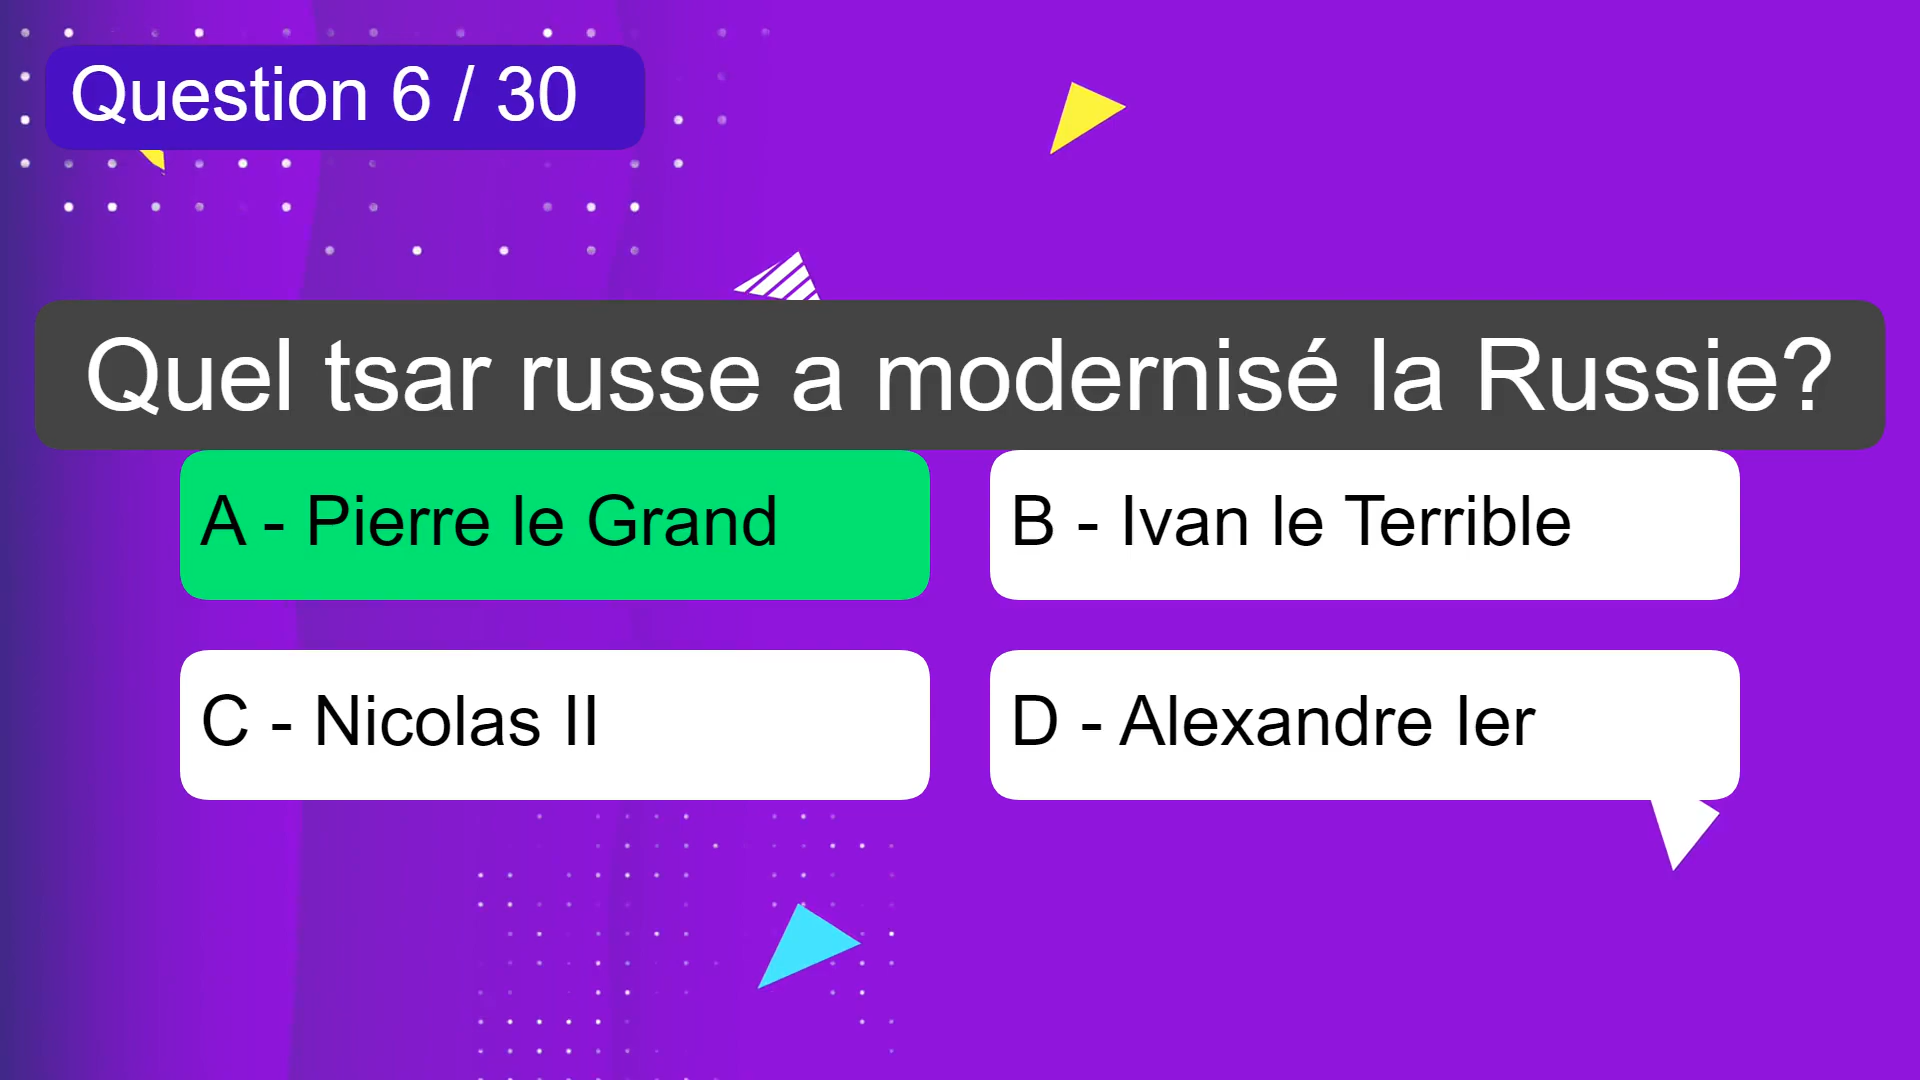 Question 6 / 30
Quel tsar russe a modernisé la Russie?
A - Pierre le Grand
B - Ivan le Terrible
C - Nicolas II
D - Alexandre Ier